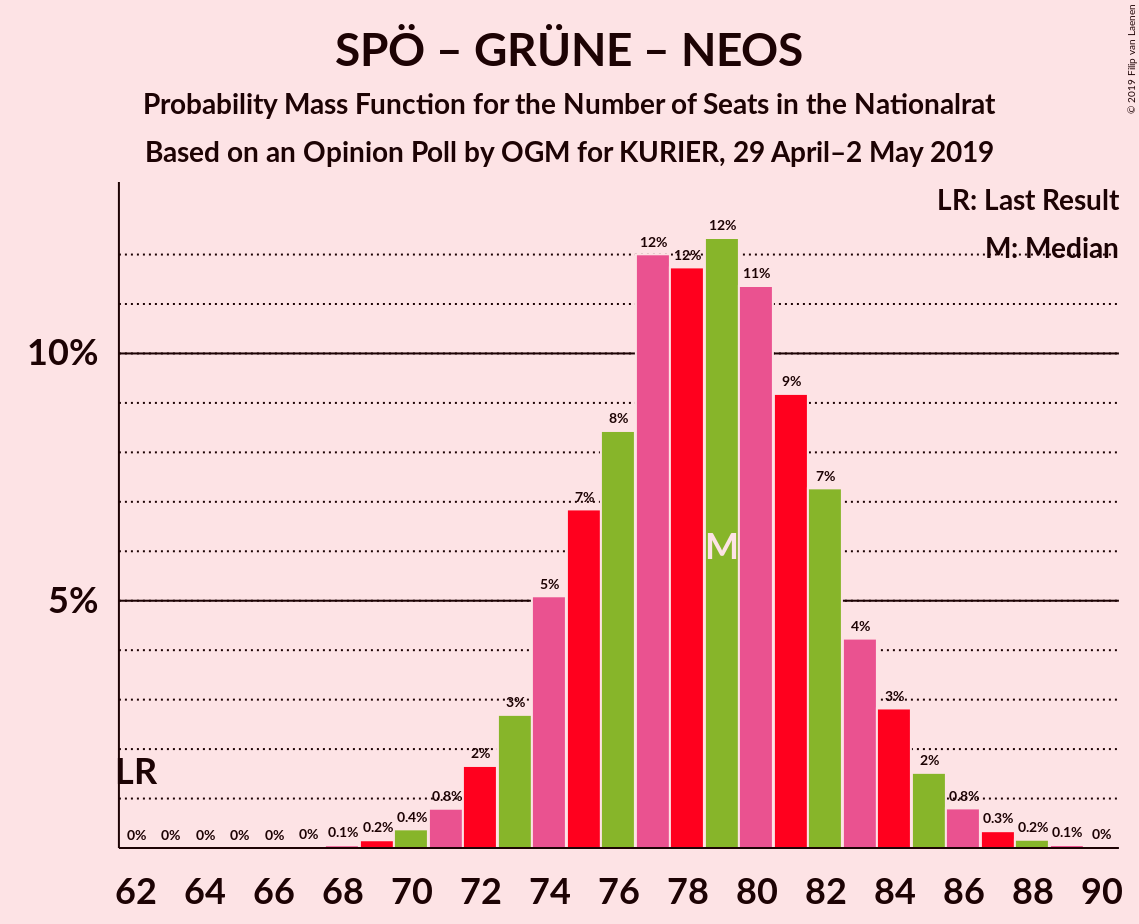 SPÖ – GRÜNE – NEOS
Probability Mass Function for the Number of Seats in the Nationalrat
Based on an Opinion Poll by OGM for KURIER, 29 April–2 May 2019
© 2019 Filip van Laenen
LR: Last Result
M: Median
10%
5%
LR
M
0% 0% 0% 0% 0% 0% 0.1% 0.2% 0.4% 0.8% 2% 3% 5% 7% 8% 12% 12% 12% 11% 9% 7% 4% 3% 2% 0.8% 0.3% 0.2% 0.1% 0%
62 64 66 68 70 72 74 76 78 80 82 84 86 88 90